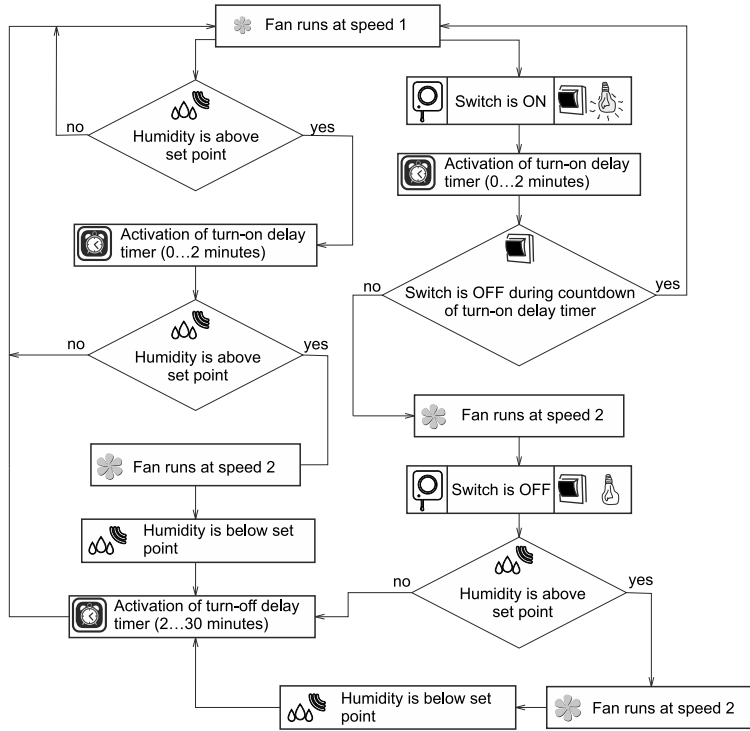 Fan runs at speed 1
Humidity is above
set point
no
yes
Activation of turn-on delay
timer (0…2 minutes)
Humidity is above
set point
no
yes
Fan runs at speed 2
Humidity is below set
point
Activation of turn-off delay
timer (2…30 minutes)
Switch is ON
Activation of turn-on delay
timer (0…2 minutes)
Switch is OFF during countdown
of turn-on delay timer
no
yes
Fan runs at speed 2
Switch is OFF
Humidity is above
set point
no
yes
Fan runs at speed 2
Humidity is below set
point